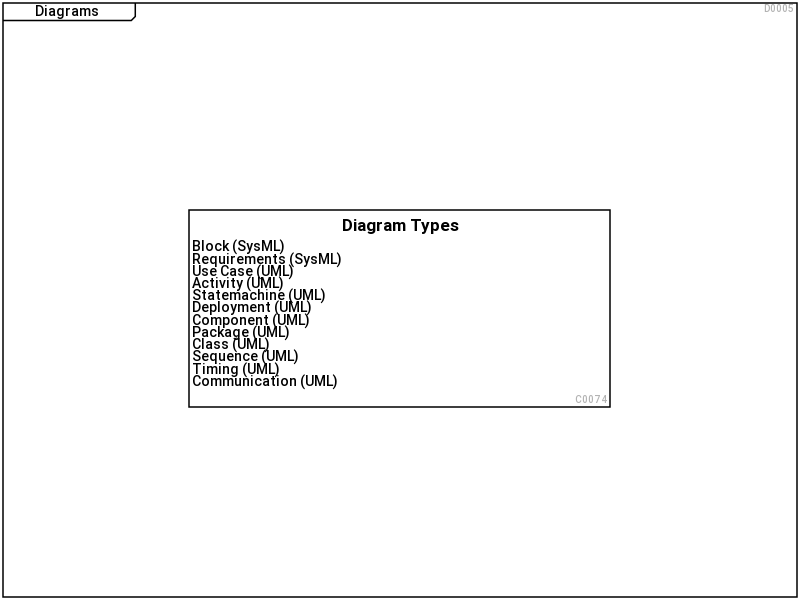 Diagrams
D0005
Diagram Types
Block (SysML)
Requirements (SysML)
Use Case (UML)
Activity (UML)
Statemachine (UML)
Deployment (UML)
Component (UML)
Package (UML)
Class (UML)
Sequence (UML)
Timing (UML)
Communication (UML)
C0074